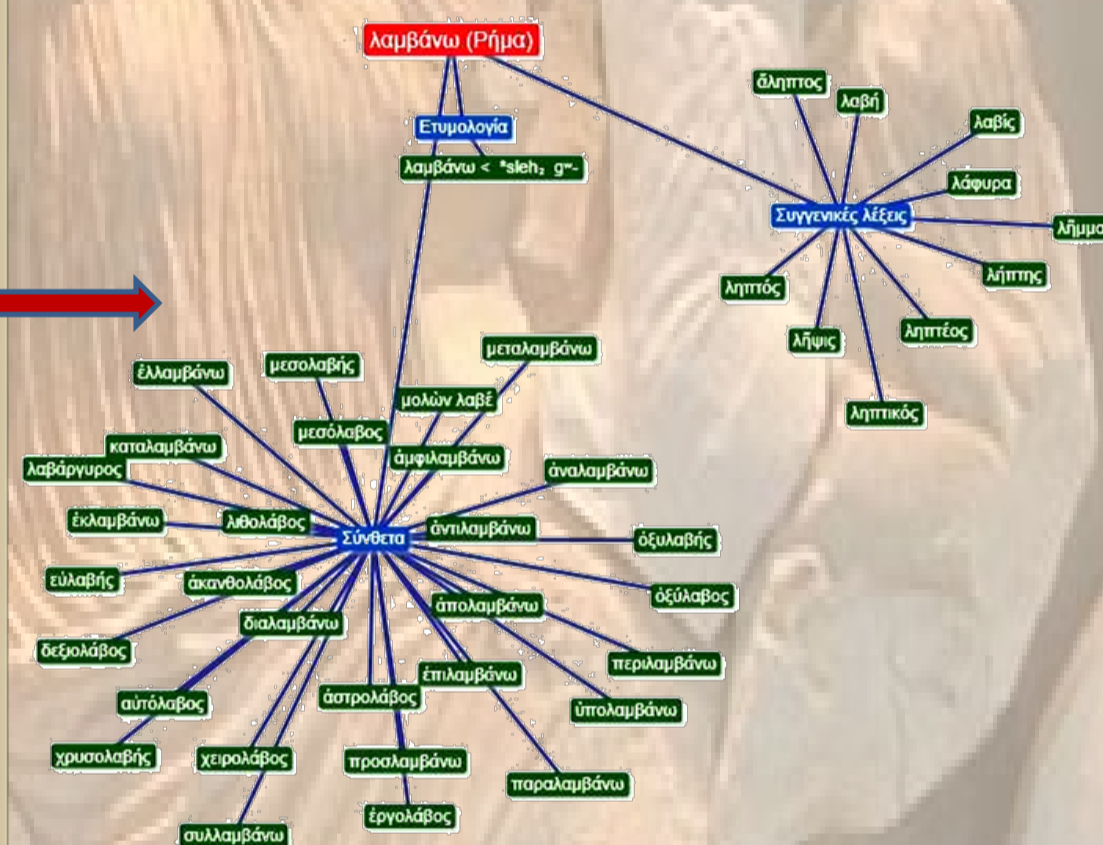 λαμβάνω (Ρήμα)
Ετυμολογία
λαμβάνω < *sleh₂ gʷ-
ἄληπτος
λαβή
λαβίς
λάφυρα
Συγγενικές λέξεις
λῆμμα
λήπτης
ληπτός
ληπτέος
λῆψις
ληπτικός
μεταλαμβάνω
μεσολαβής
ἐλλαμβάνω
μολὼν λαβέ
μεσόλαβος
καταλαμβάνω
ἀμφιλαμβάνω
λαβάργυρος
ἀναλαμβάνω
ἐκλαμβάνω
λιθολάβος
ἀντιλαμβάνω
Σύνθετα
ὀξυλαβής
εὐλαβής
ἀκανθολάβος
ὀξύλαβος
ἀπολαμβάνω
διαλαμβάνω
δεξιολάβος
περιλαμβάνω
ἐπιλαμβάνω
ἀστρολάβος
αὐτόλαβος
ὑπολαμβάνω
χρυσολαβής
χειρολάβος
προσλαμβάνω
παραλαμβάνω
ἐργολάβος
συλλαμβάνω